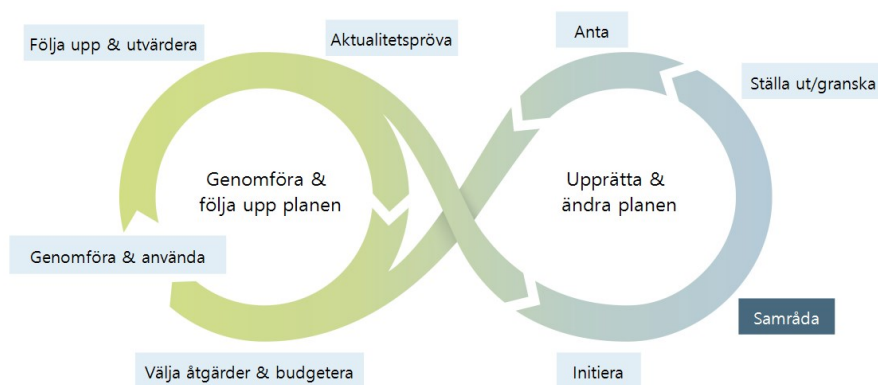 Följa upp & utvärdera
Aktualitetspröva
Anta
Ställa ut/granska
Genomföra &
följa upp planen
Upprätta &
ändra planen
Genomföra & använda
Samråda
Välja åtgärder & budgetera
Initiera